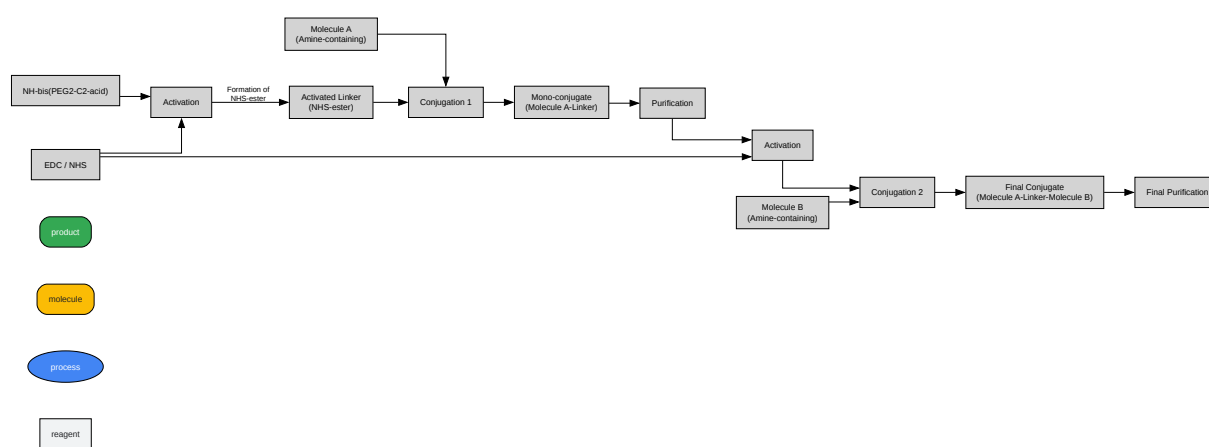 Molecule A
(Amine-containing)
NH-bis(PEG2-C2-acid)
Activation
Formation of
NHS-ester
Activated Linker
(NHS-ester)
Conjugation 1
Mono-conjugate
(Molecule A-Linker)
Purification
EDC / NHS
Activation
Molecule B
(Amine-containing)
Conjugation 2
Final Conjugate
(Molecule A-Linker-Molecule B)
Final Purification
product
molecule
process
reagent